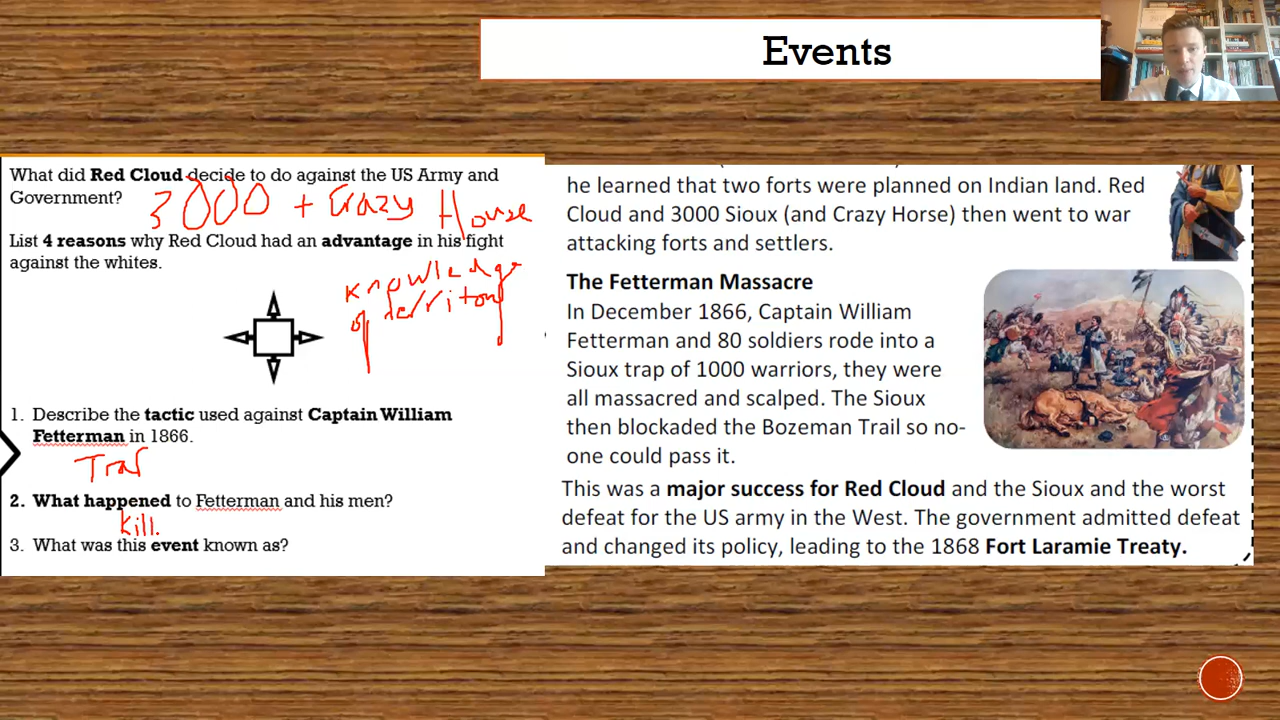 Events
What did Red Cloud decide to do against the US Army and
Government?
3000 + Crazy House
List 4 reasons why Red Cloud had an advantage in his fight
against the whites.
knowledge
of territory
1. Describe the tactic used against Captain William
Fetterman in 1866.
Trap
2. What happened to Fetterman and his men?
kill.
3. What was this event known as?
he learned that two forts were planned on Indian land. Red
Cloud and 3000 Sioux (and Crazy Horse) then went to war
attacking forts and settlers.
The Fetterman Massacre
In December 1866, Captain William
Fetterman and 80 soldiers rode into a
Sioux trap of 1000 warriors, they were
all massacred and scalped. The Sioux
then blockaded the Bozeman Trail so no-
one could pass it.
This was a major success for Red Cloud and the Sioux and the worst
defeat for the US army in the West. The government admitted defeat
and changed its policy, leading to the 1868 Fort Laramie Treaty.